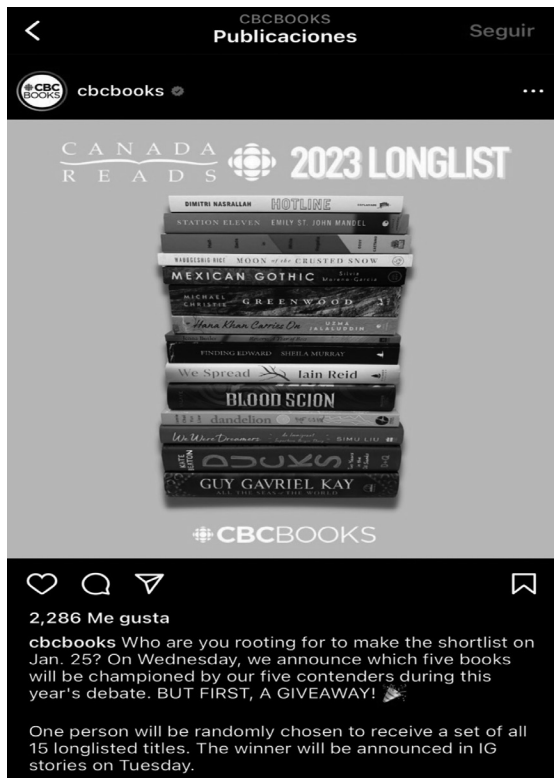 CBCBOOKS
Publicaciones
Seguir
CBC
BOOKS
cbcbooks
CANADA
READS
2023 LONGLIST
DIMITRI NASRALLAH HOTLINE
STATION ELEVEN EMILY ST. JOHN MANDEL
WAUBGESHIG RICE MOON of the CRUSTED SNOW
MEXICAN GOTHIC Silvia Moreno-Garcia
MICHAEL CHRISTIE GREENWOOD
Hana Khan Carries On UZMA JALALUDDIN
FINDING EDWARD SHEILA MURRAY
We Spread Iain Reid
BLOOD SCION
dandelion
We Were Dreamers SIMU LIU
KATE BEATON DUCKS
GUY GAVRIEL KAY
ALL THE SEAS of the WORLD
CBCBOOKS
2,286 Me gusta
cbcbooks Who are you rooting for to make the shortlist on
Jan. 25? On Wednesday, we announce which five books
will be championed by our five contenders during this
year's debate. BUT FIRST, A GIVEAWAY! 🎉
One person will be randomly chosen to receive a set of all
15 longlisted titles. The winner will be announced in IG
stories on Tuesday.